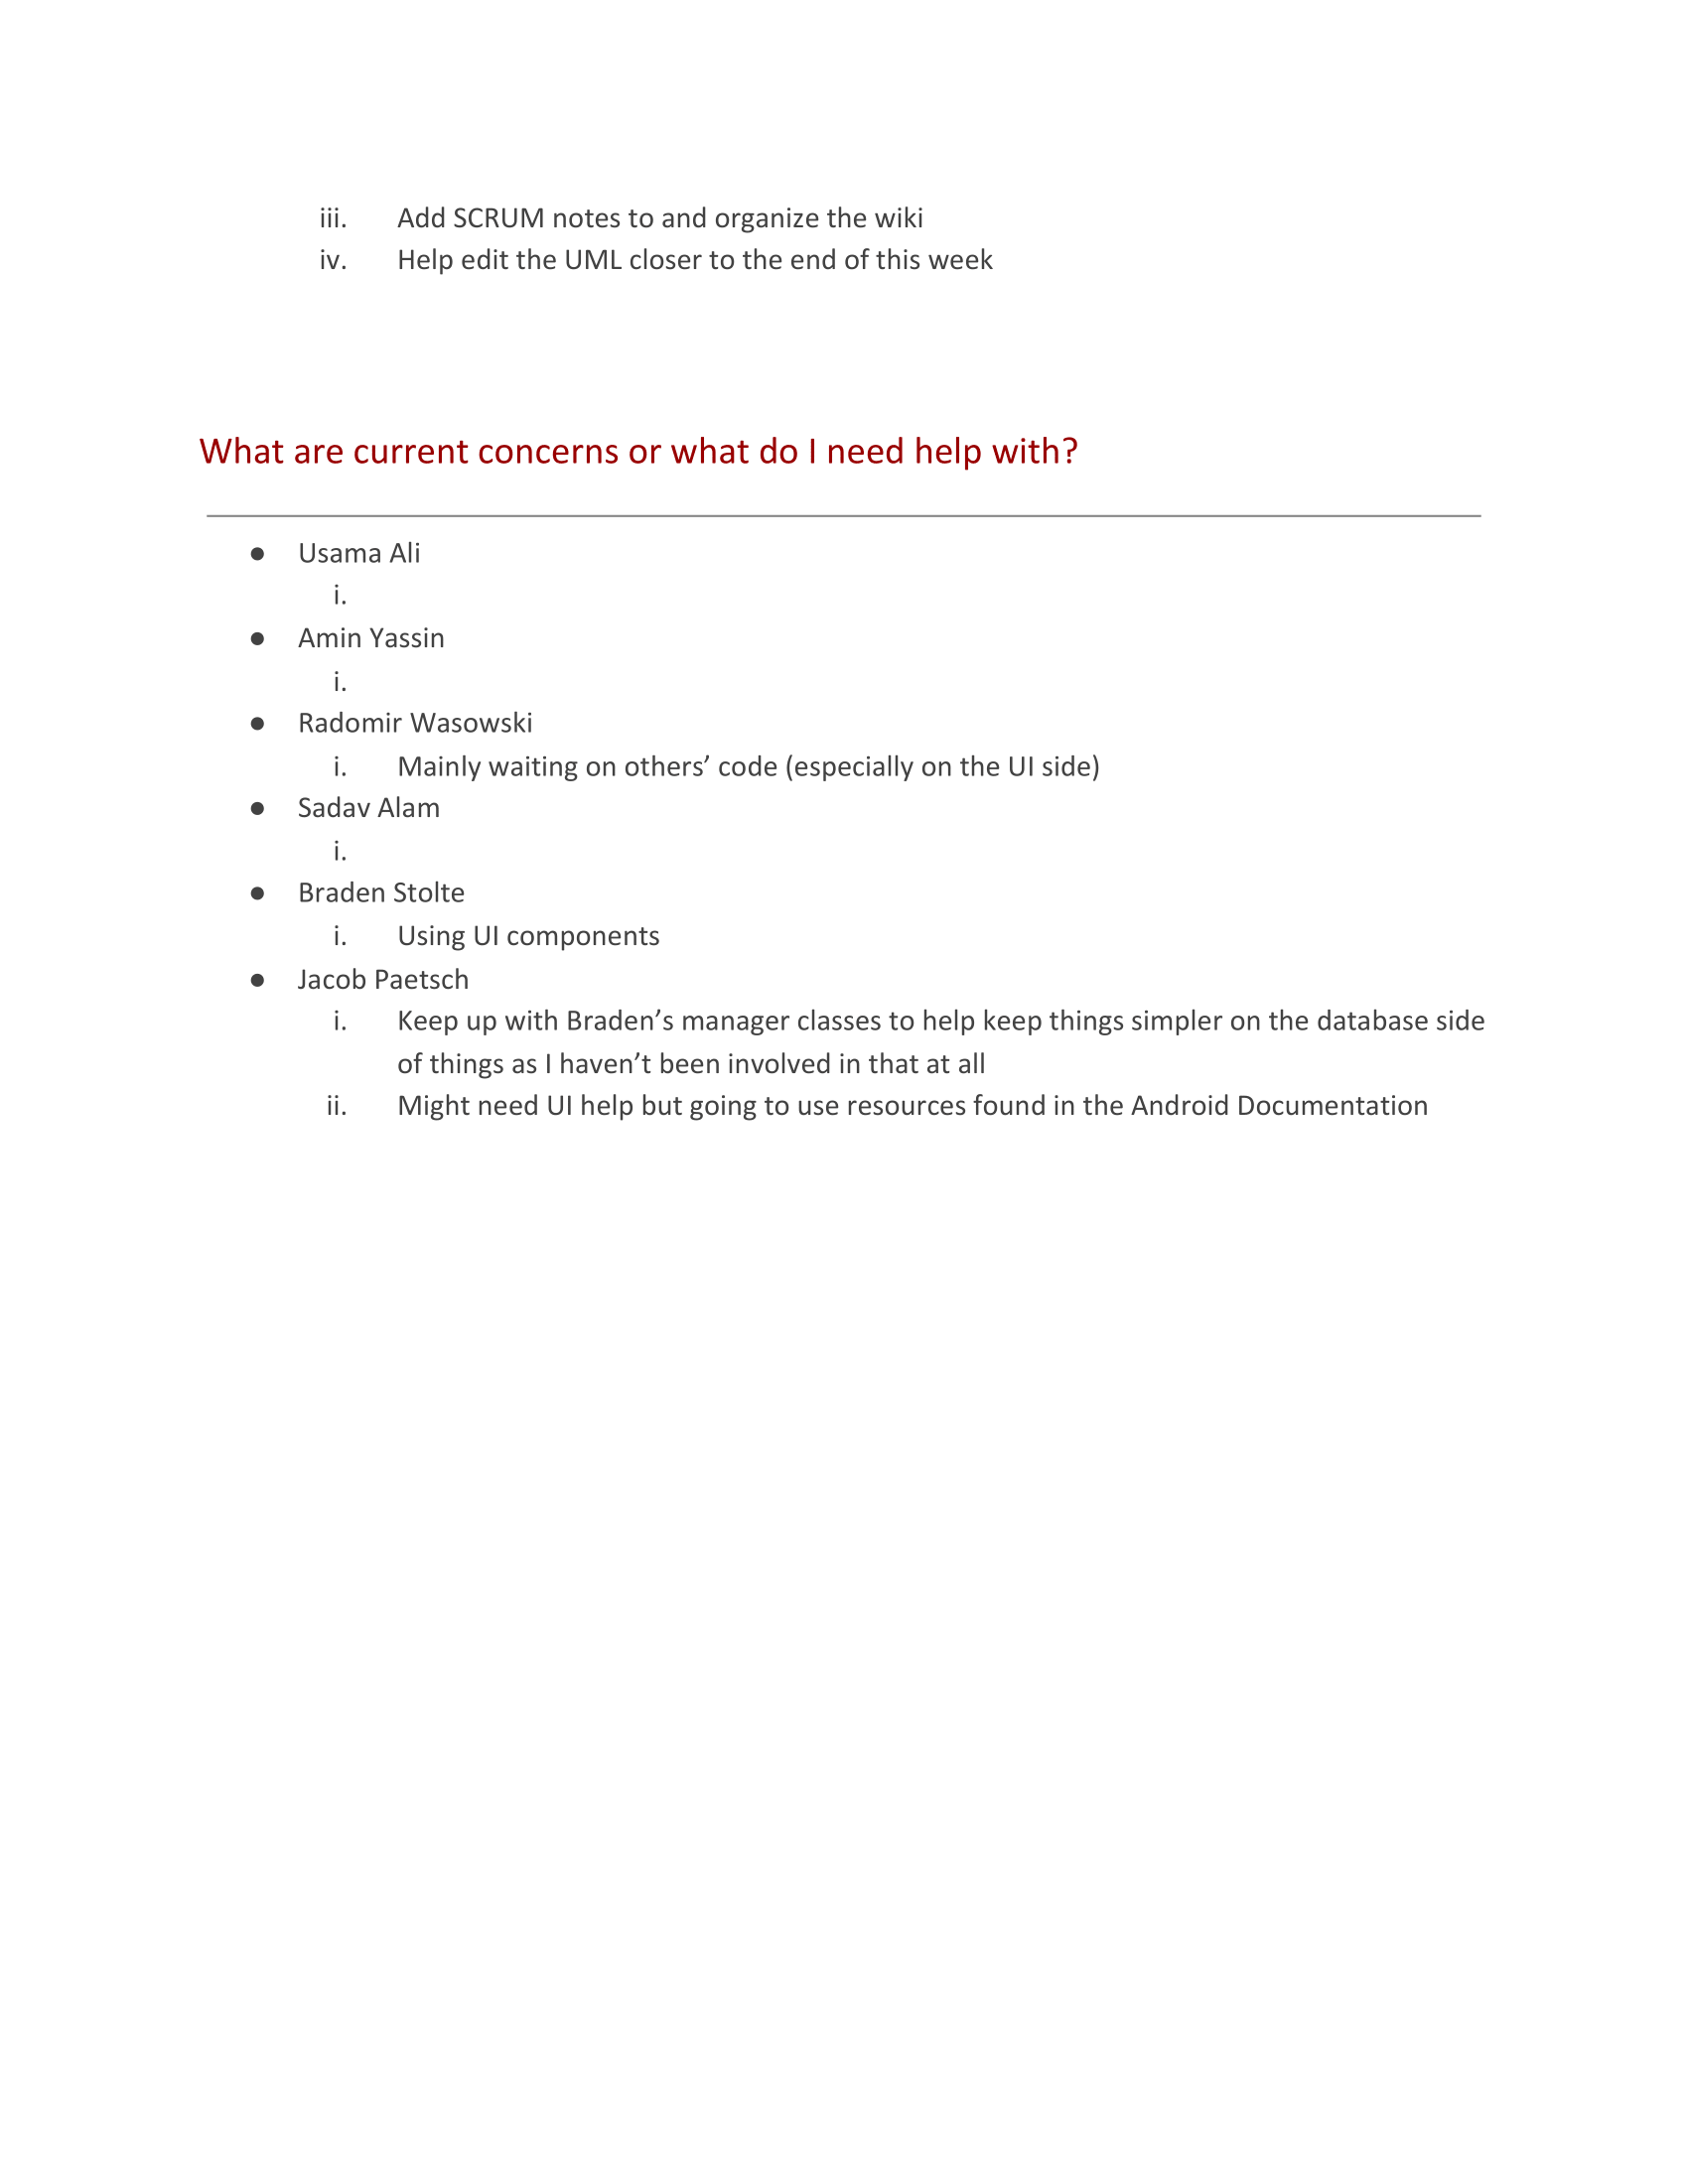 iii. Add SCRUM notes to and organize the wiki
iv. Help edit the UML closer to the end of this week
What are current concerns or what do I need help with?
● Usama Ali
i.
● Amin Yassin
i.
● Radomir Wasowski
i. Mainly waiting on others’ code (especially on the UI side)
● Sadav Alam
i.
● Braden Stolte
i. Using UI components
● Jacob Paetsch
i. Keep up with Braden’s manager classes to help keep things simpler on the database side
of things as I haven’t been involved in that at all
ii. Might need UI help but going to use resources found in the Android Documentation